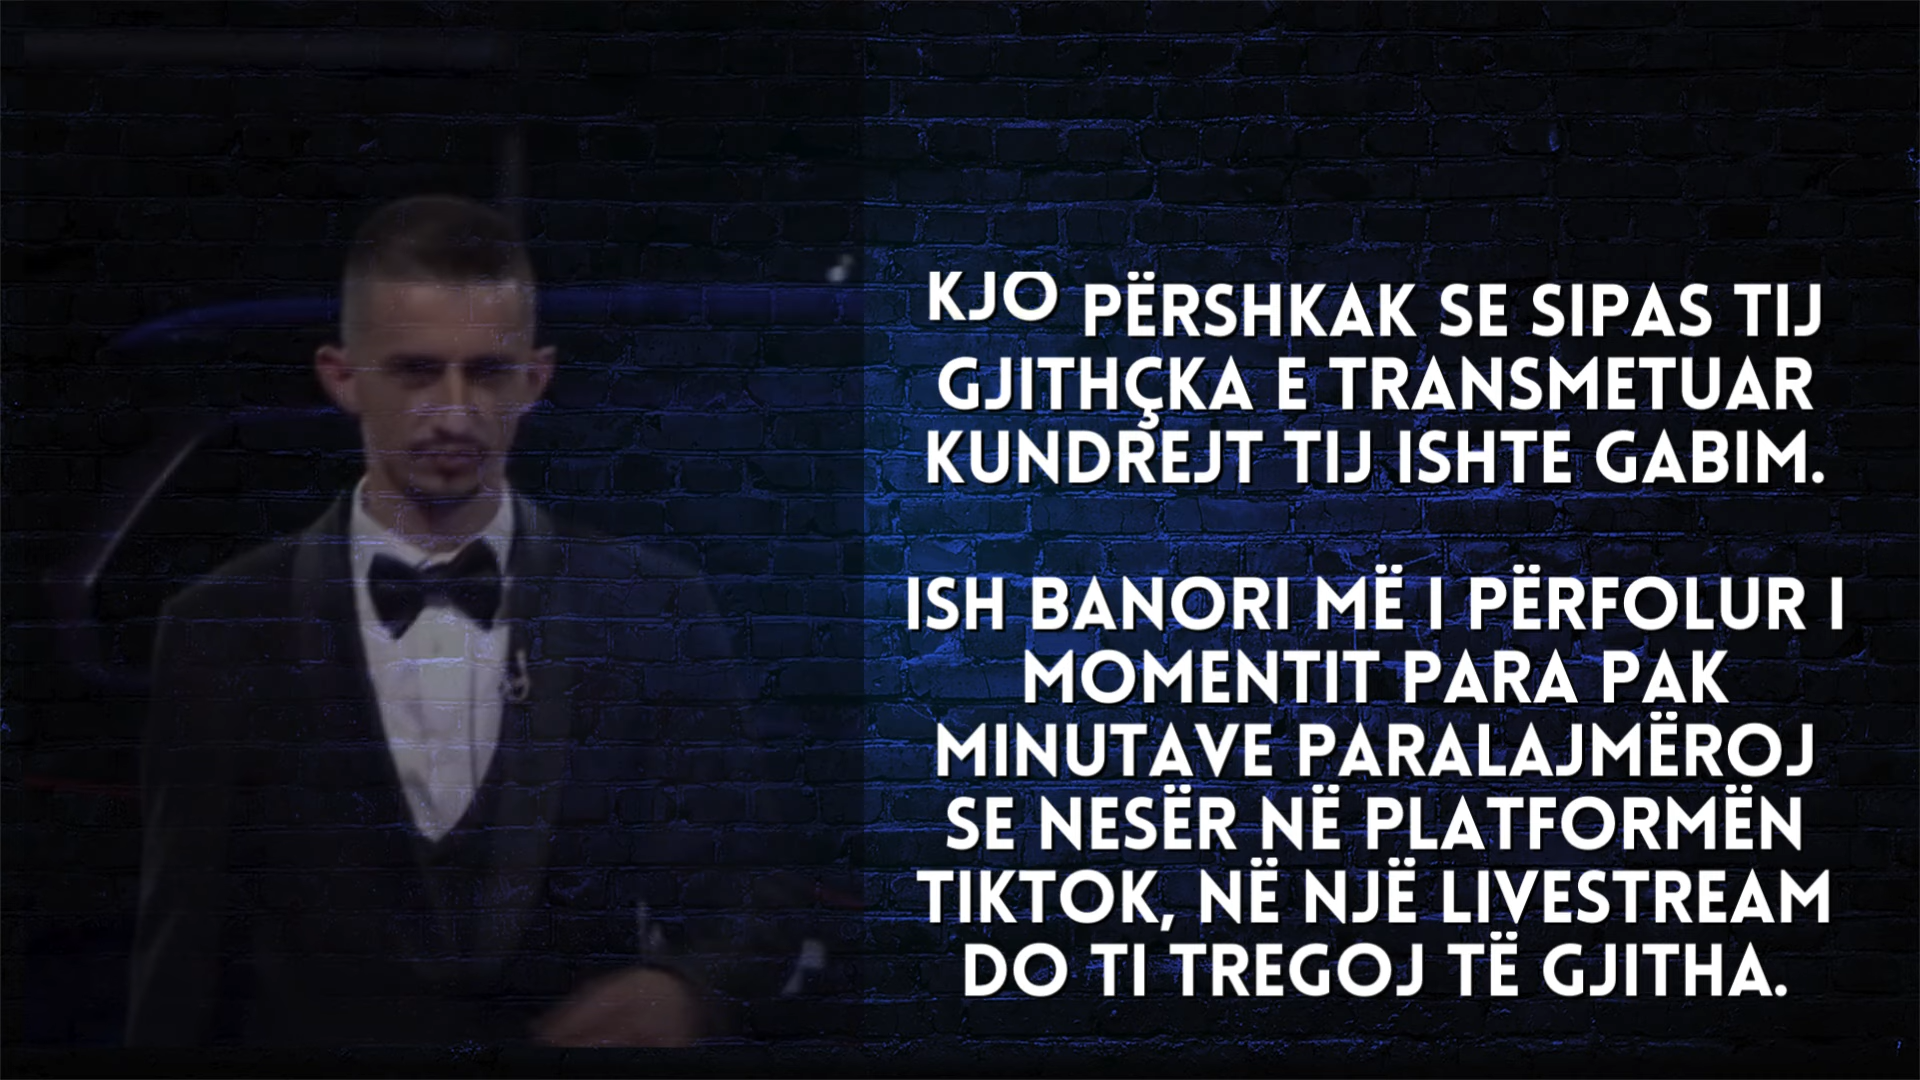 KJO PËRSHKAK SE SIPAS TIJ
GJITHÇKA E TRANSMETUAR
KUNDREJT TIJ ISHTE GABIM.
ISH BANORI MË I PËRFOLUR I
MOMENTIT PARA PAK
MINUTAVE PARALAJMËROJ
SE NESËR NË PLATFORMËN
TIKTOK, NË NJË LIVESTREAM
DO TI TREGOJ TË GJITHA.